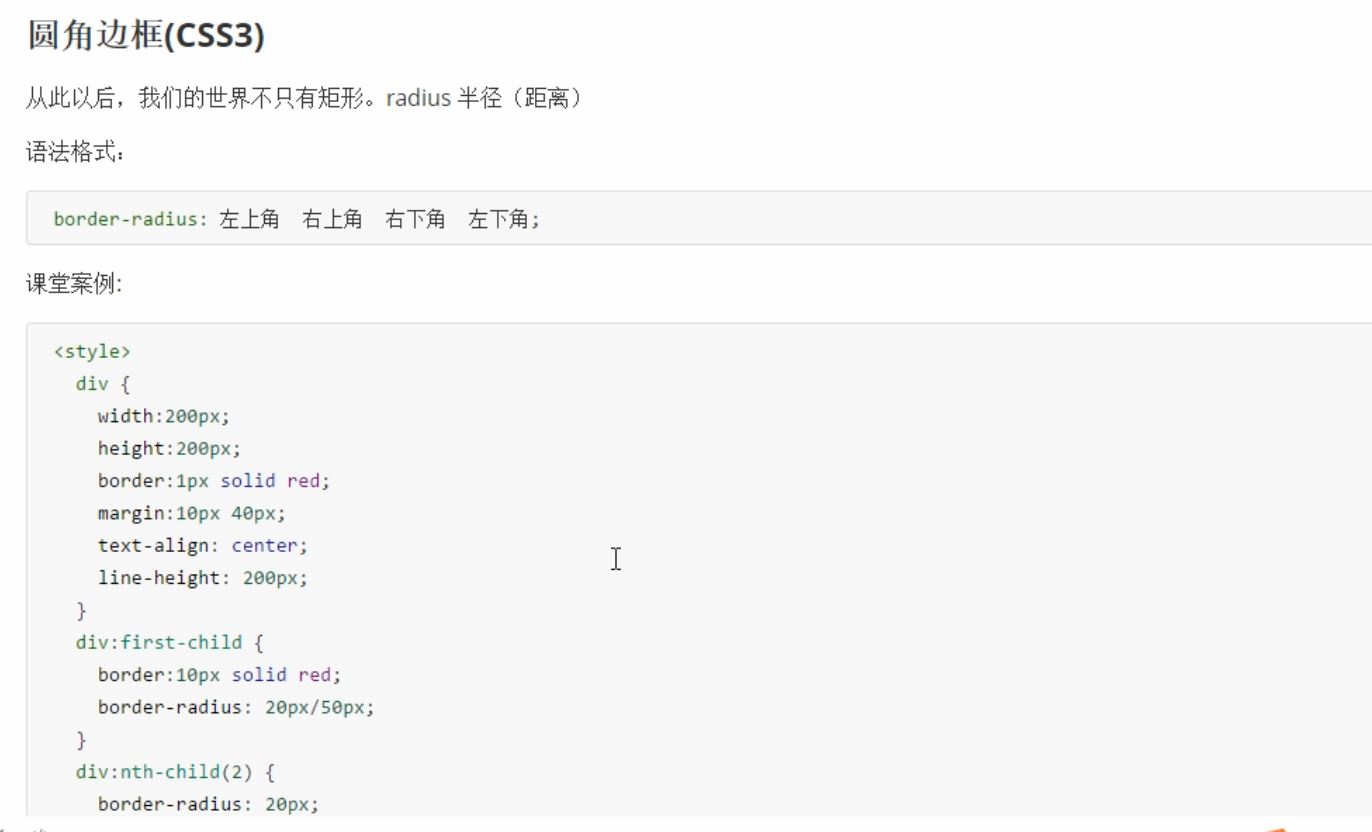 圆角边框(CSS3)
从此以后，我们的世界不只有矩形。radius 半径（距离）
语法格式：
border-radius: 左上角  右上角  右下角  左下角;
课堂案例:
<style>
  div {
    width:200px;
    height:200px;
    border:1px solid red;
    margin:10px 40px;
    text-align: center;
    line-height: 200px;
  }
  div:first-child {
    border:10px solid red;
    border-radius: 20px/50px;
  }
  div:nth-child(2) {
    border-radius: 20px;